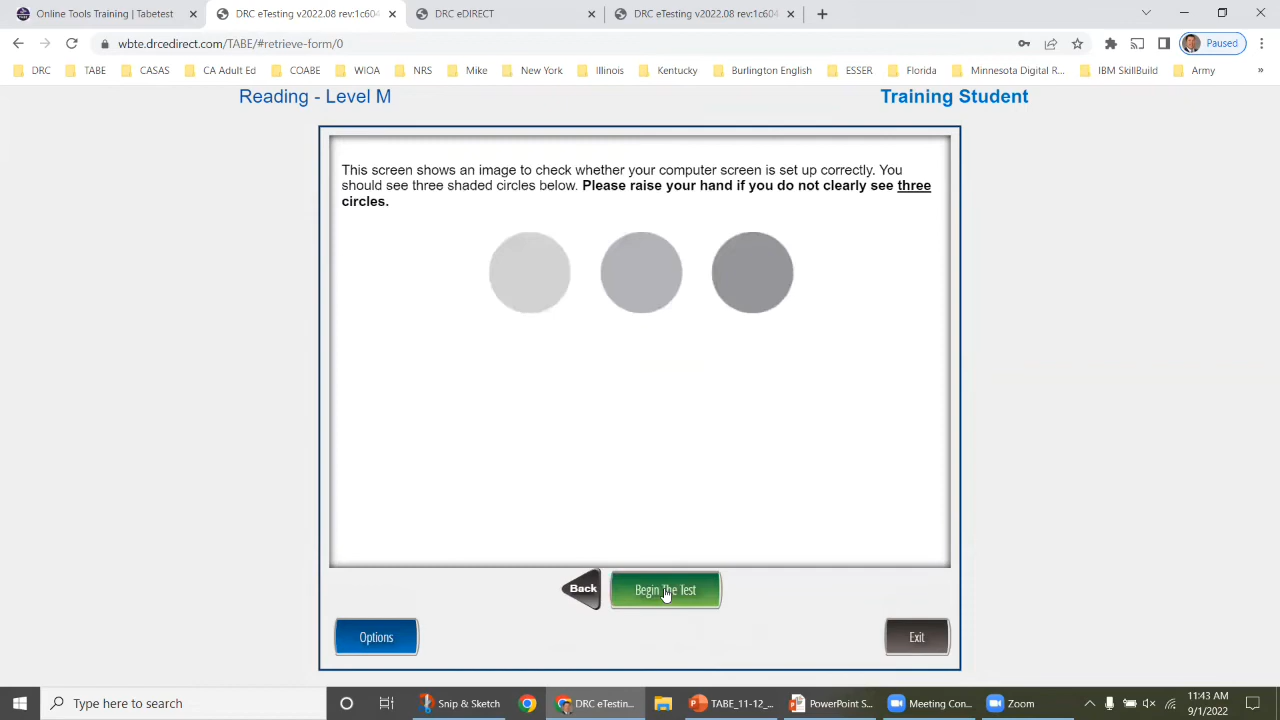 Online Tools Training | Tabetest
DRC eTesting v2022.08 rev:1c604
DRC eDIRECT
DRC eTesting v2022.08 rev:1c604
wbte.drcedirect.com/TABE/#retrieve-form/0
Paused
DRC TABE CASAS CA Adult Ed COABE WIOA NRS Mike New York Illinois Kentucky Burlington English ESSER Florida Minnesota Digital R... IBM SkillBuild Army »
Reading - Level M
Training Student
This screen shows an image to check whether your computer screen is set up correctly. You
should see three shaded circles below. Please raise your hand if you do not clearly see three
circles.
Back
Begin The Test
Options
Exit
Type here to search
Snip & Sketch
DRC eTestin...
TABE_11-12_...
PowerPoint S...
Meeting Con...
Zoom
11:43 AM
9/1/2022